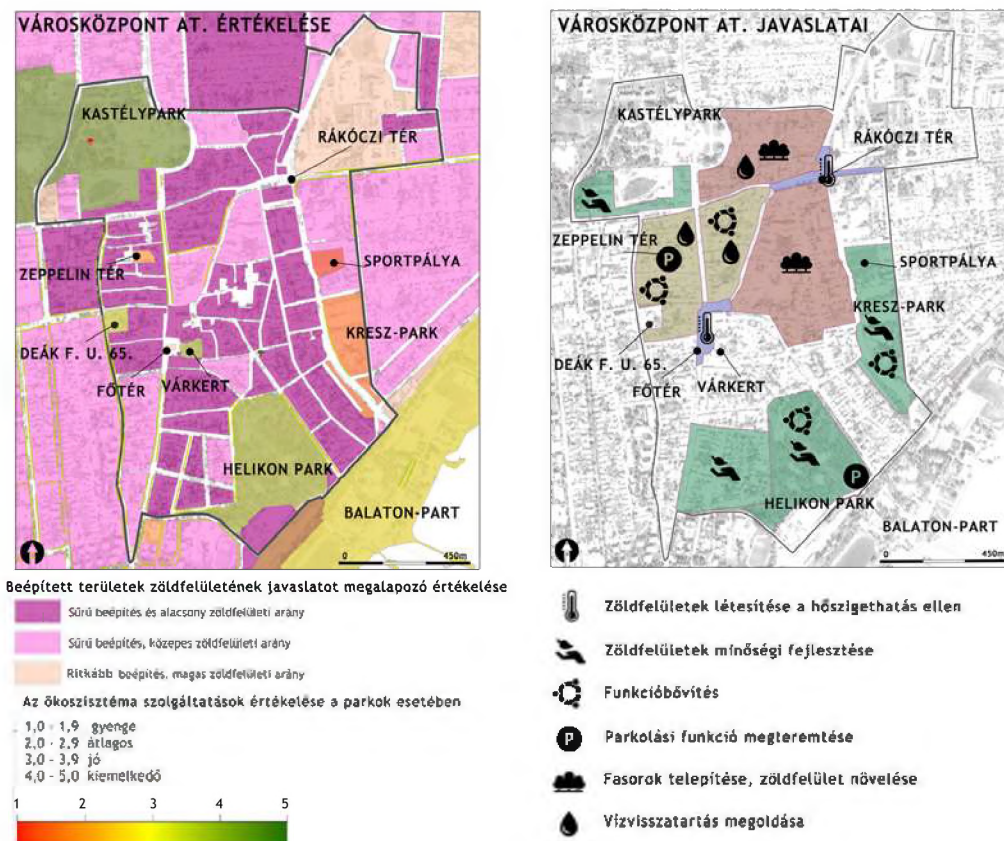 VÁROSKÖZPONT AT. ÉRTÉKELÉSE
KASTÉLYPARK
RÁKÓCZI TÉR
ZEPPELIN TÉR
SPORTPÁLYA
KRESZ-PARK
DEÁK F. U. 65.
FŐTÉR
VÁRKERT
HELIKON PARK
BALATON-PART
0 450m
Beépített területek zöldfelületének javaslatot megalapozó értékelése
Sűrű beépítés és alacsony zöldfelületi arány
Sűrű beépítés, közepes zöldfelületi arány
Ritkább beépítés, magas zöldfelületi arány
Az ökoszisztéma szolgáltatások értékelése a parkok esetében
1,0 - 1,9 gyenge
2,0 - 2,9 átlagos
3,0 - 3,9 jó
4,0 - 5,0 kiemelkedő
1 2 3 4 5
VÁROSKÖZPONT AT. JAVASLATAI
KASTÉLYPARK
RÁKÓCZI TÉR
ZEPPELIN TÉR
P
SPORTPÁLYA
KRESZ-PARK
DEÁK F. U. 65.
FŐTÉR
VÁRKERT
P
HELIKON PARK
BALATON-PART
0 450m
Zöldfelületek létesítése a hőszigethatás ellen
Zöldfelületek minőségi fejlesztése
Funkcióbővítés
P Parkolási funkció megteremtése
Fasorok telepítése, zöldfelület növelése
Vízvisszatartás megoldása